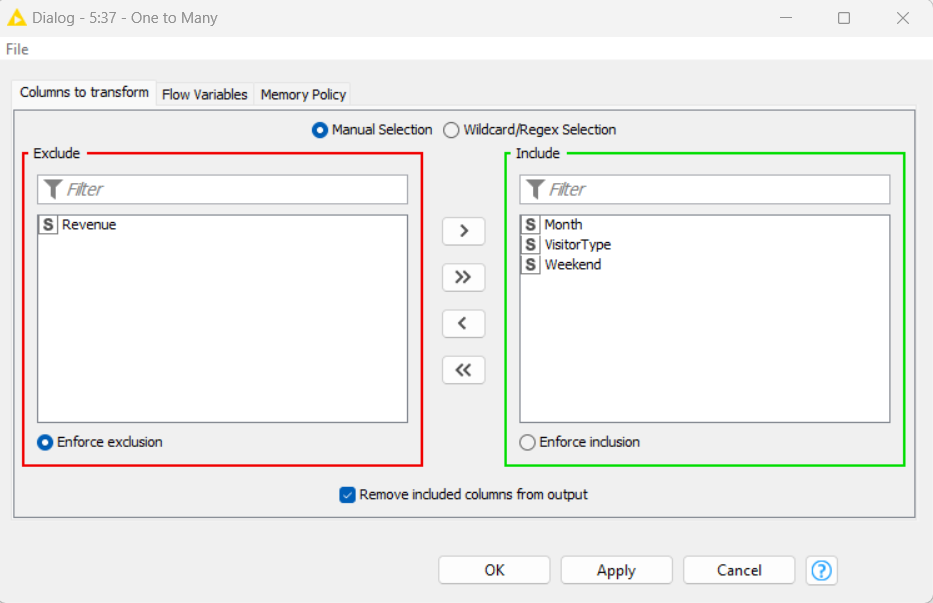 Dialog - 5:37 - One to Many
File
Columns to transform Flow Variables Memory Policy
Manual Selection Wildcard/Regex Selection
Exclude
Filter
S Revenue
Enforce exclusion
>
>>
<
<<
Include
Filter
S Month
S VisitorType
S Weekend
Enforce inclusion
Remove included columns from output
OK Apply Cancel ?